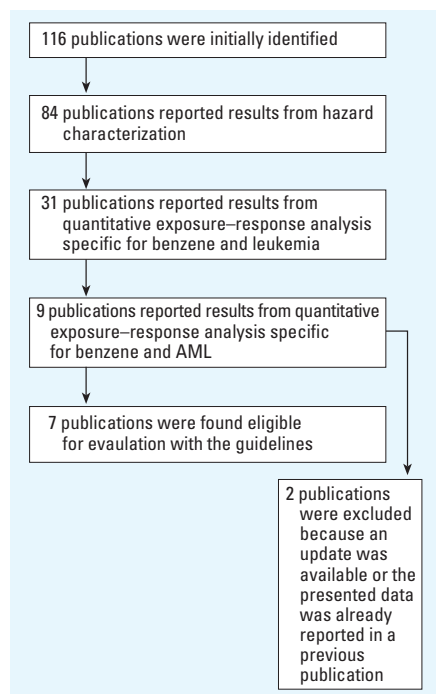 116 publications were initially identified
84 publications reported results from hazard
characterization
31 publications reported results from
quantitative exposure–response analysis
specific for benzene and leukemia
9 publications reported results from quantitative
exposure–response analysis specific
for benzene and AML
7 publications were found eligible
for evaulation with the guidelines
2 publications
were excluded
because an
update was
available or the
presented data
was already
reported in a
previous
publication